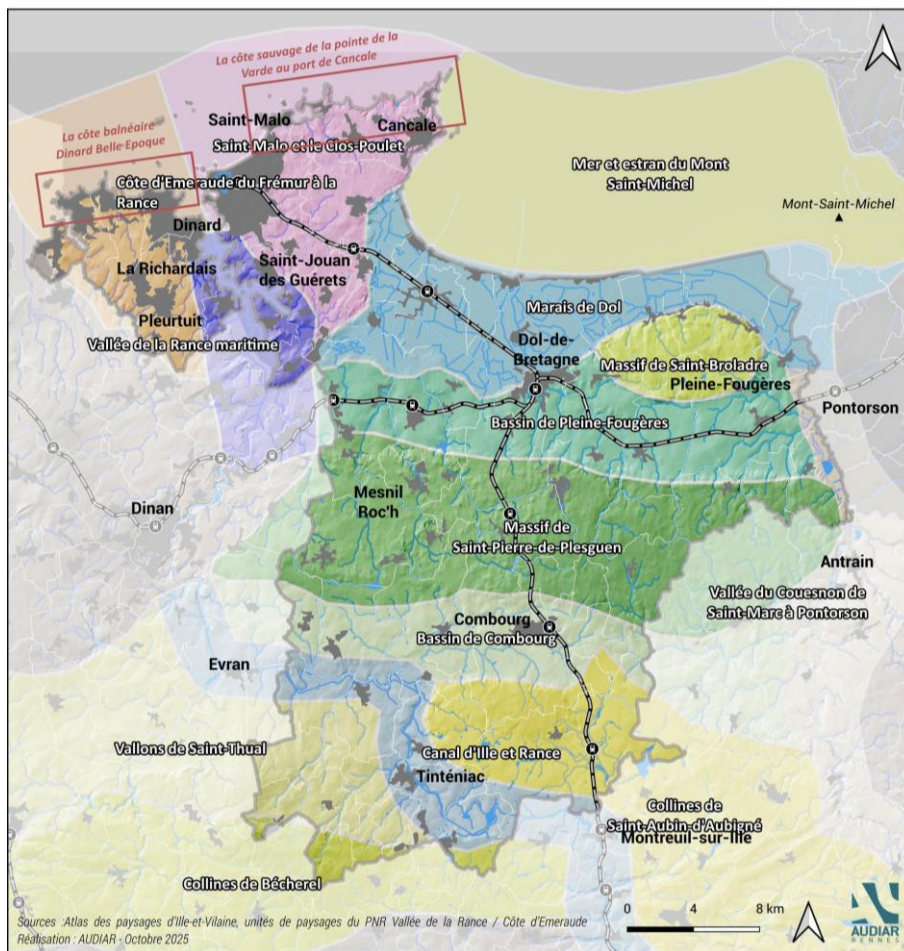 La côte sauvage de la pointe de la
Varde au port de Cancale
La côte balnéaire
Dinard Belle-Epoque
Saint-Malo
Cancale
Saint-Malo et le Clos-Poulet
Mer et estran du Mont
Saint-Michel
Mont-Saint-Michel
Côte d'Emeraude du Frémur à la
Rance
Dinard
La Richardais
Saint-Jouan
des Guérets
Pleurtuit
Vallée de la Rance maritime
Marais de Dol
Dol-de-
Bretagne
Massif de Saint-Broladre
Pleine-Fougères
Pontorson
Bassin de Pleine-Fougères
Dinan
Mesnil
Roc'h
Massif de
Saint-Pierre-de-Plesguen
Antrain
Vallée du Couesnon de
Saint-Marc à Pontorson
Combourg
Bassin de Combourg
Evran
Vallons de Saint-Thual
Canal d'Ille et Rance
Tinténiac
Collines de
Saint-Aubin-d'Aubigné
Montreuil-sur-Ille
Collines de Bécherel
Sources :Atlas des paysages d'Ille-et-Vilaine, unités de paysages du PNR Vallée de la Rance / Côte d'Emeraude
Réalisation : AUDIAR - Octobre 2025
0 4 8 km
AUDIAR
RENNES